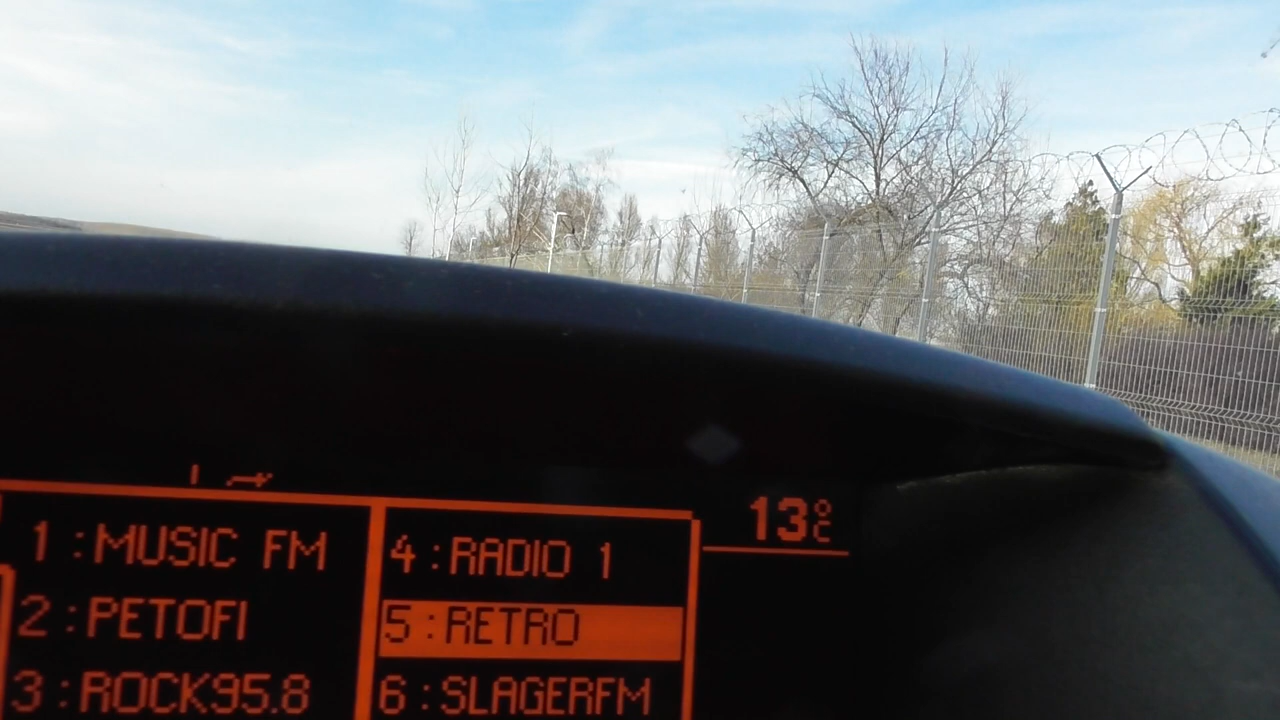 13°C
1 : MUSIC FM
2 : PETOFI
3 : ROCK95.8
4 : RADIO 1
5 : RETRO
6 : SLAGERFM